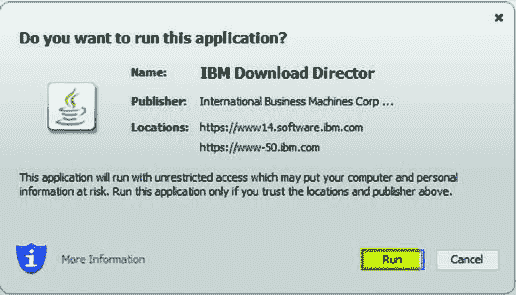 Do you want to run this application?
Name: IBM Download Director
Publisher: International Business Machines Corp ...
Locations: https://www14.software.ibm.com
https://www-50.ibm.com
This application will run with unrestricted access which may put your computer and personal
information at risk. Run this application only if you trust the locations and publisher above.
More Information
Run
Cancel